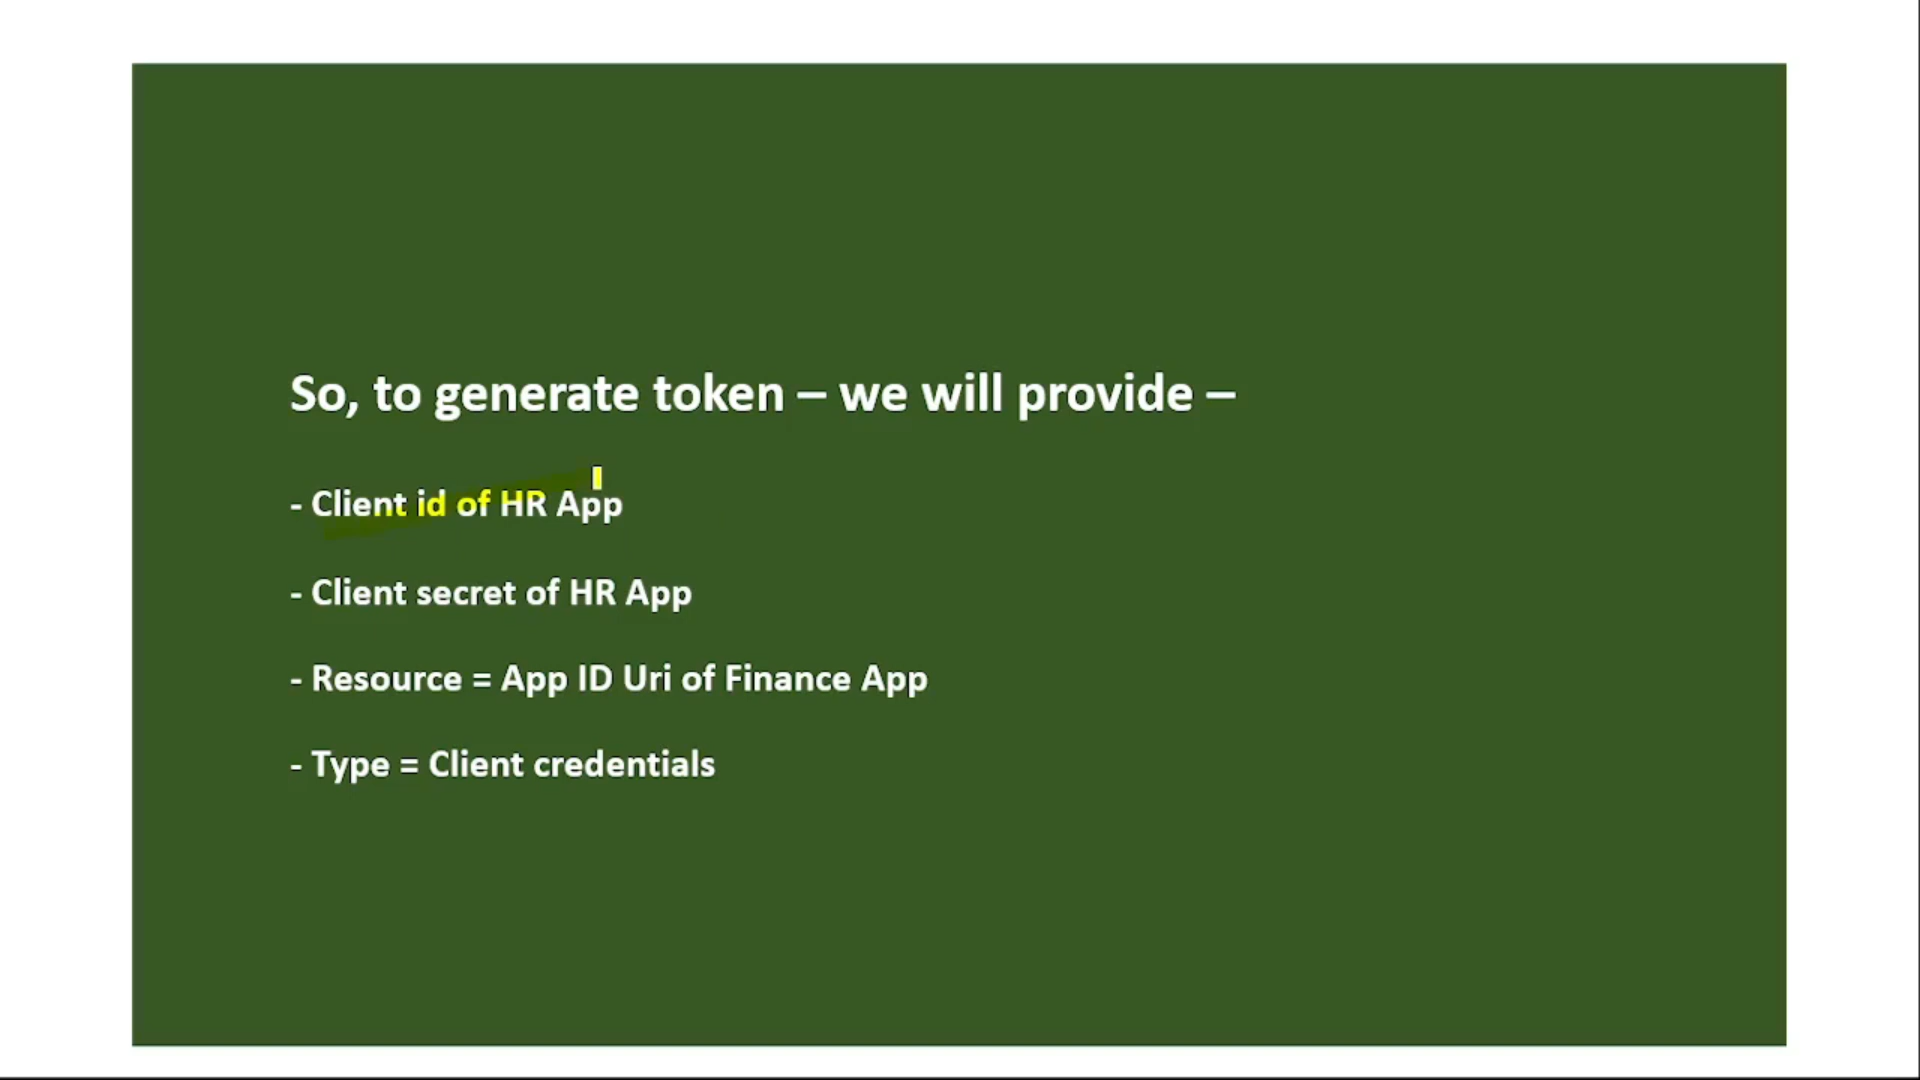 So, to generate token – we will provide –
- Client id of HR App
- Client secret of HR App
- Resource = App ID Uri of Finance App
- Type = Client credentials